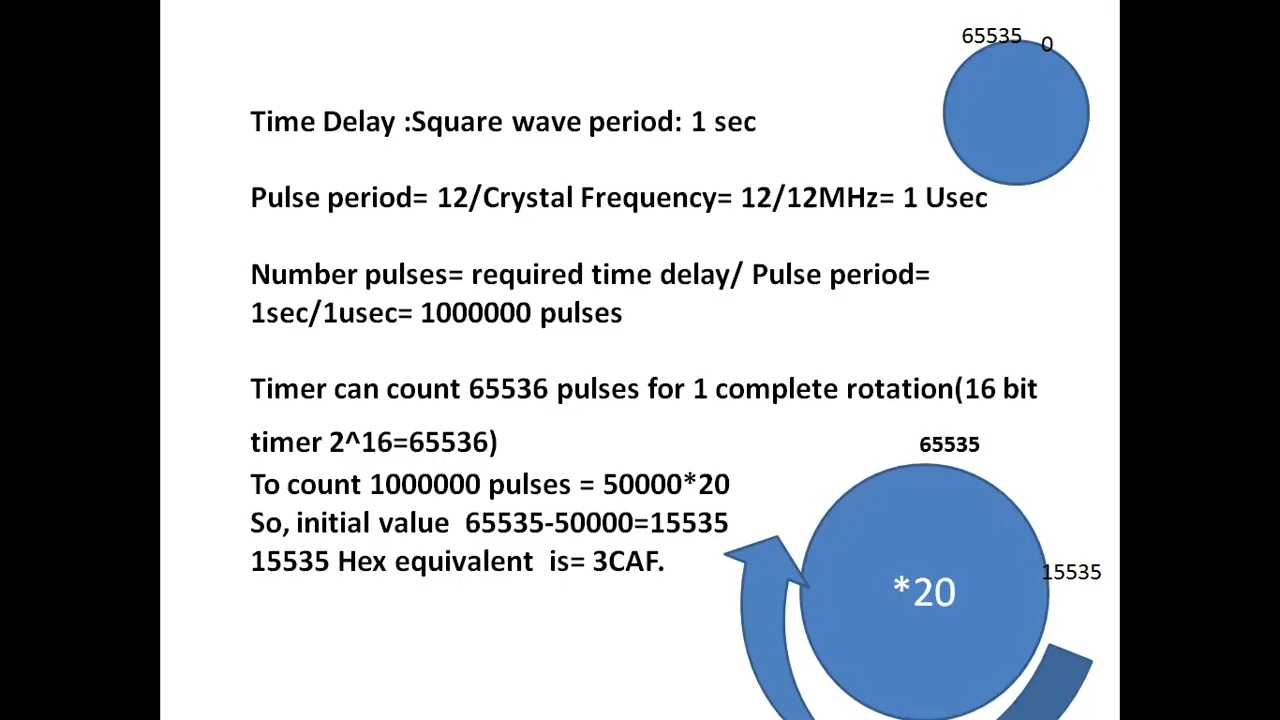 65535 0
Time Delay :Square wave period: 1 sec
Pulse period= 12/Crystal Frequency= 12/12MHz= 1 Usec
Number pulses= required time delay/ Pulse period=
1sec/1usec= 1000000 pulses
Timer can count 65536 pulses for 1 complete rotation(16 bit
timer 2^16=65536)
65535
To count 1000000 pulses = 50000*20
So, initial value  65535-50000=15535
15535 Hex equivalent  is= 3CAF.
15535
*20